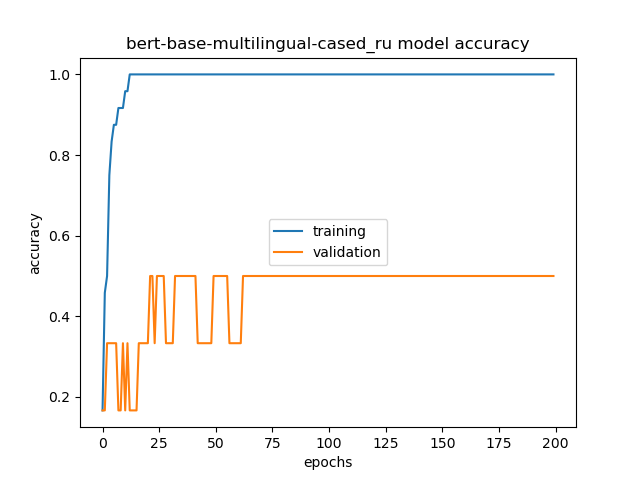 bert-base-multilingual-cased_ru model accuracy
1.0
0.8
0.6
0.4
0.2
accuracy
training
validation
0 25 50 75 100 125 150 175 200
epochs